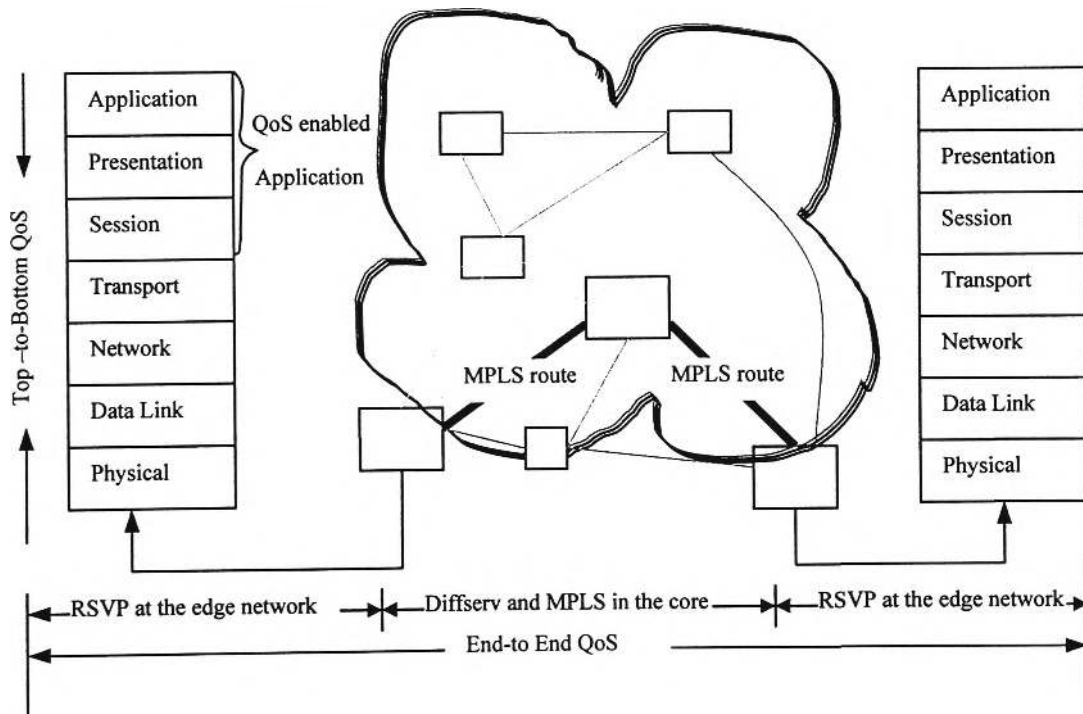 Top –to-Bottom QoS
Application
Presentation
Session
Transport
Network
Data Link
Physical
QoS enabled
Application
MPLS route
MPLS route
Application
Presentation
Session
Transport
Network
Data Link
Physical
RSVP at the edge network
Diffserv and MPLS in the core
RSVP at the edge network
End-to End QoS